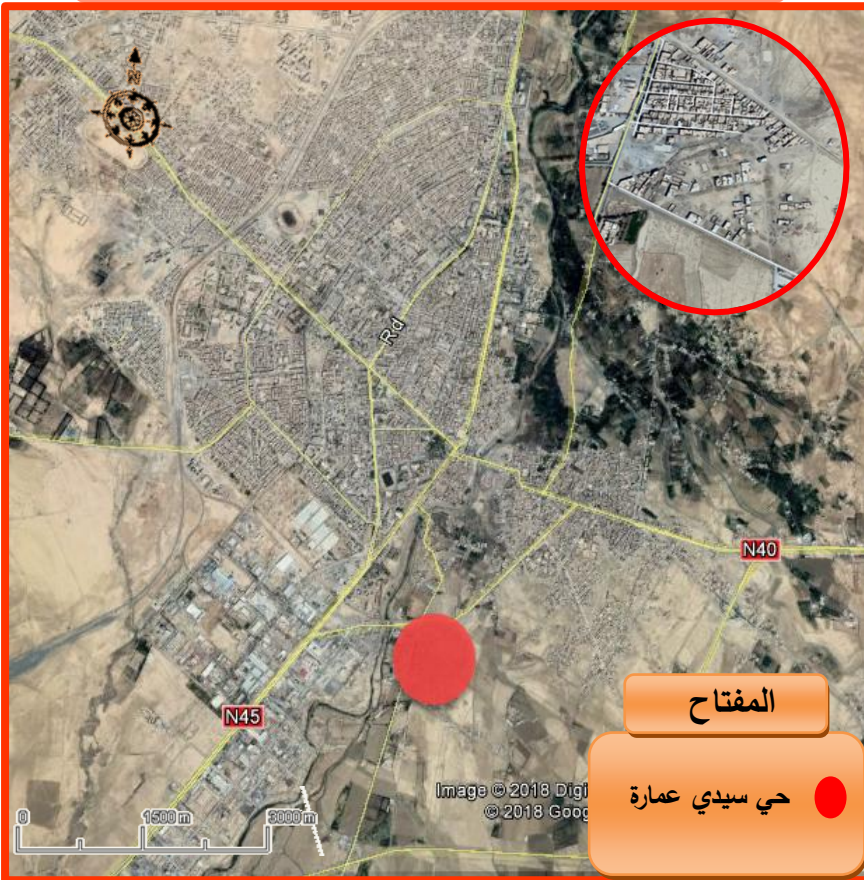 N
Rd
N40
N45
المفتاح
حي سيدي عمارة
Image © 2018 Digi
© 2018 Goog
0 1500 m 3000 m